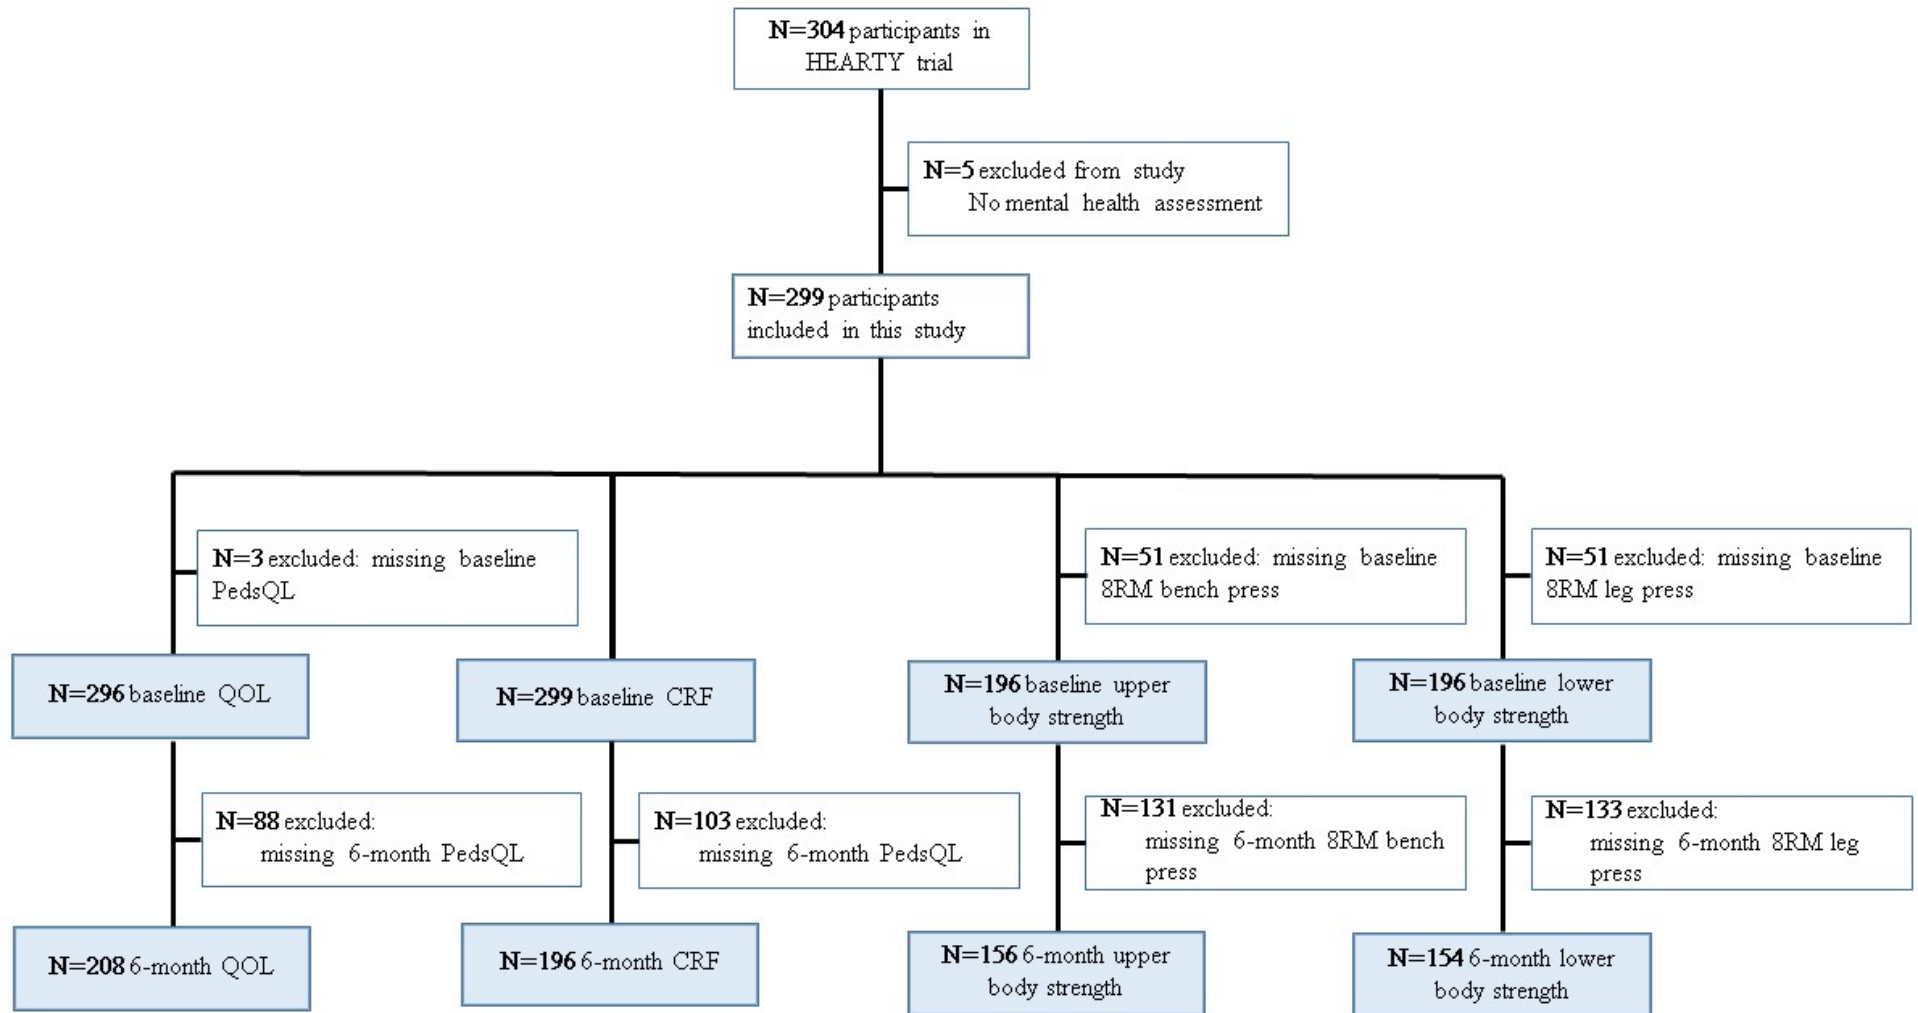 N=304 participants in
HEARTY trial
N=5 excluded from study
No mental health assessment
N=299 participants
included in this study
N=3 excluded: missing baseline
PedsQL
N=51 excluded: missing baseline
8RM bench press
N=51 excluded: missing baseline
8RM leg press
N=296 baseline QOL
N=299 baseline CRF
N=196 baseline upper
body strength
N=196 baseline lower
body strength
N=88 excluded:
missing 6-month PedsQL
N=103 excluded:
missing 6-month PedsQL
N=131 excluded:
missing 6-month 8RM bench
press
N=133 excluded:
missing 6-month 8RM leg
press
N=208 6-month QOL
N=196 6-month CRF
N=156 6-month upper
body strength
N=154 6-month lower
body strength